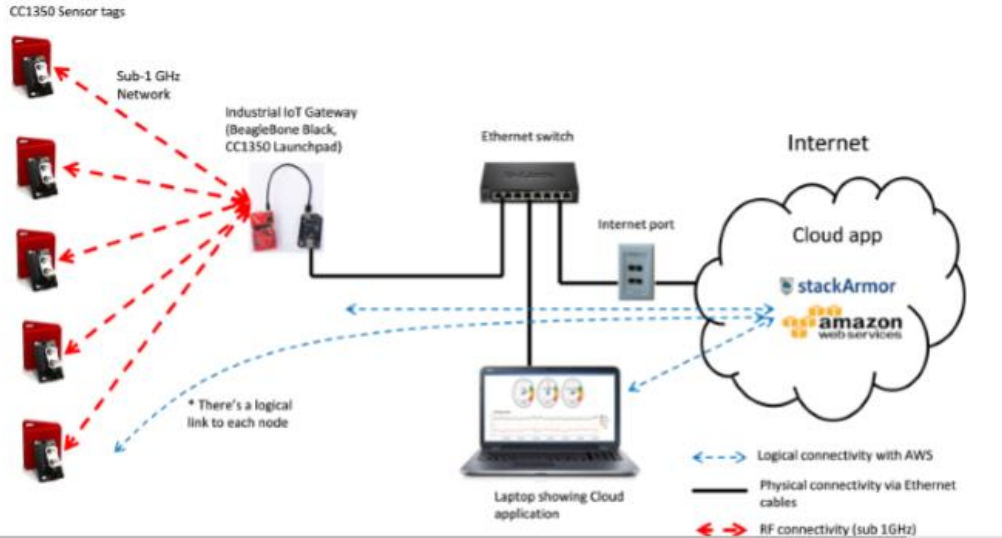 CC1350 Sensor tags
Sub-1 GHz
Network
Industrial IoT Gateway
(BeagleBone Black,
CC1350 Launchpad)
Ethernet switch
Internet port
Internet
Cloud app
stackArmor
amazon
webservices
* There's a logical
link to each node
Laptop showing Cloud
application
Logical connectivity with AWS
Physical connectivity via Ethernet
cables
RF connectivity (sub 1GHz)